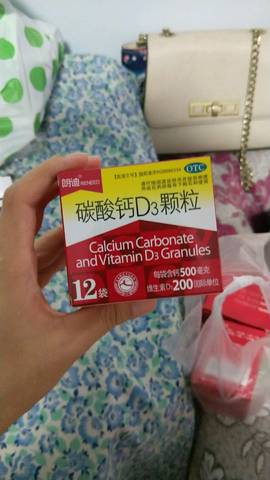 朗迪 RENERGY
OTC
碳酸钙D₃颗粒
Calcium Carbonate
and Vitamin D₃ Granules
12袋
每袋含钙500毫克
维生素D₃200国际单位